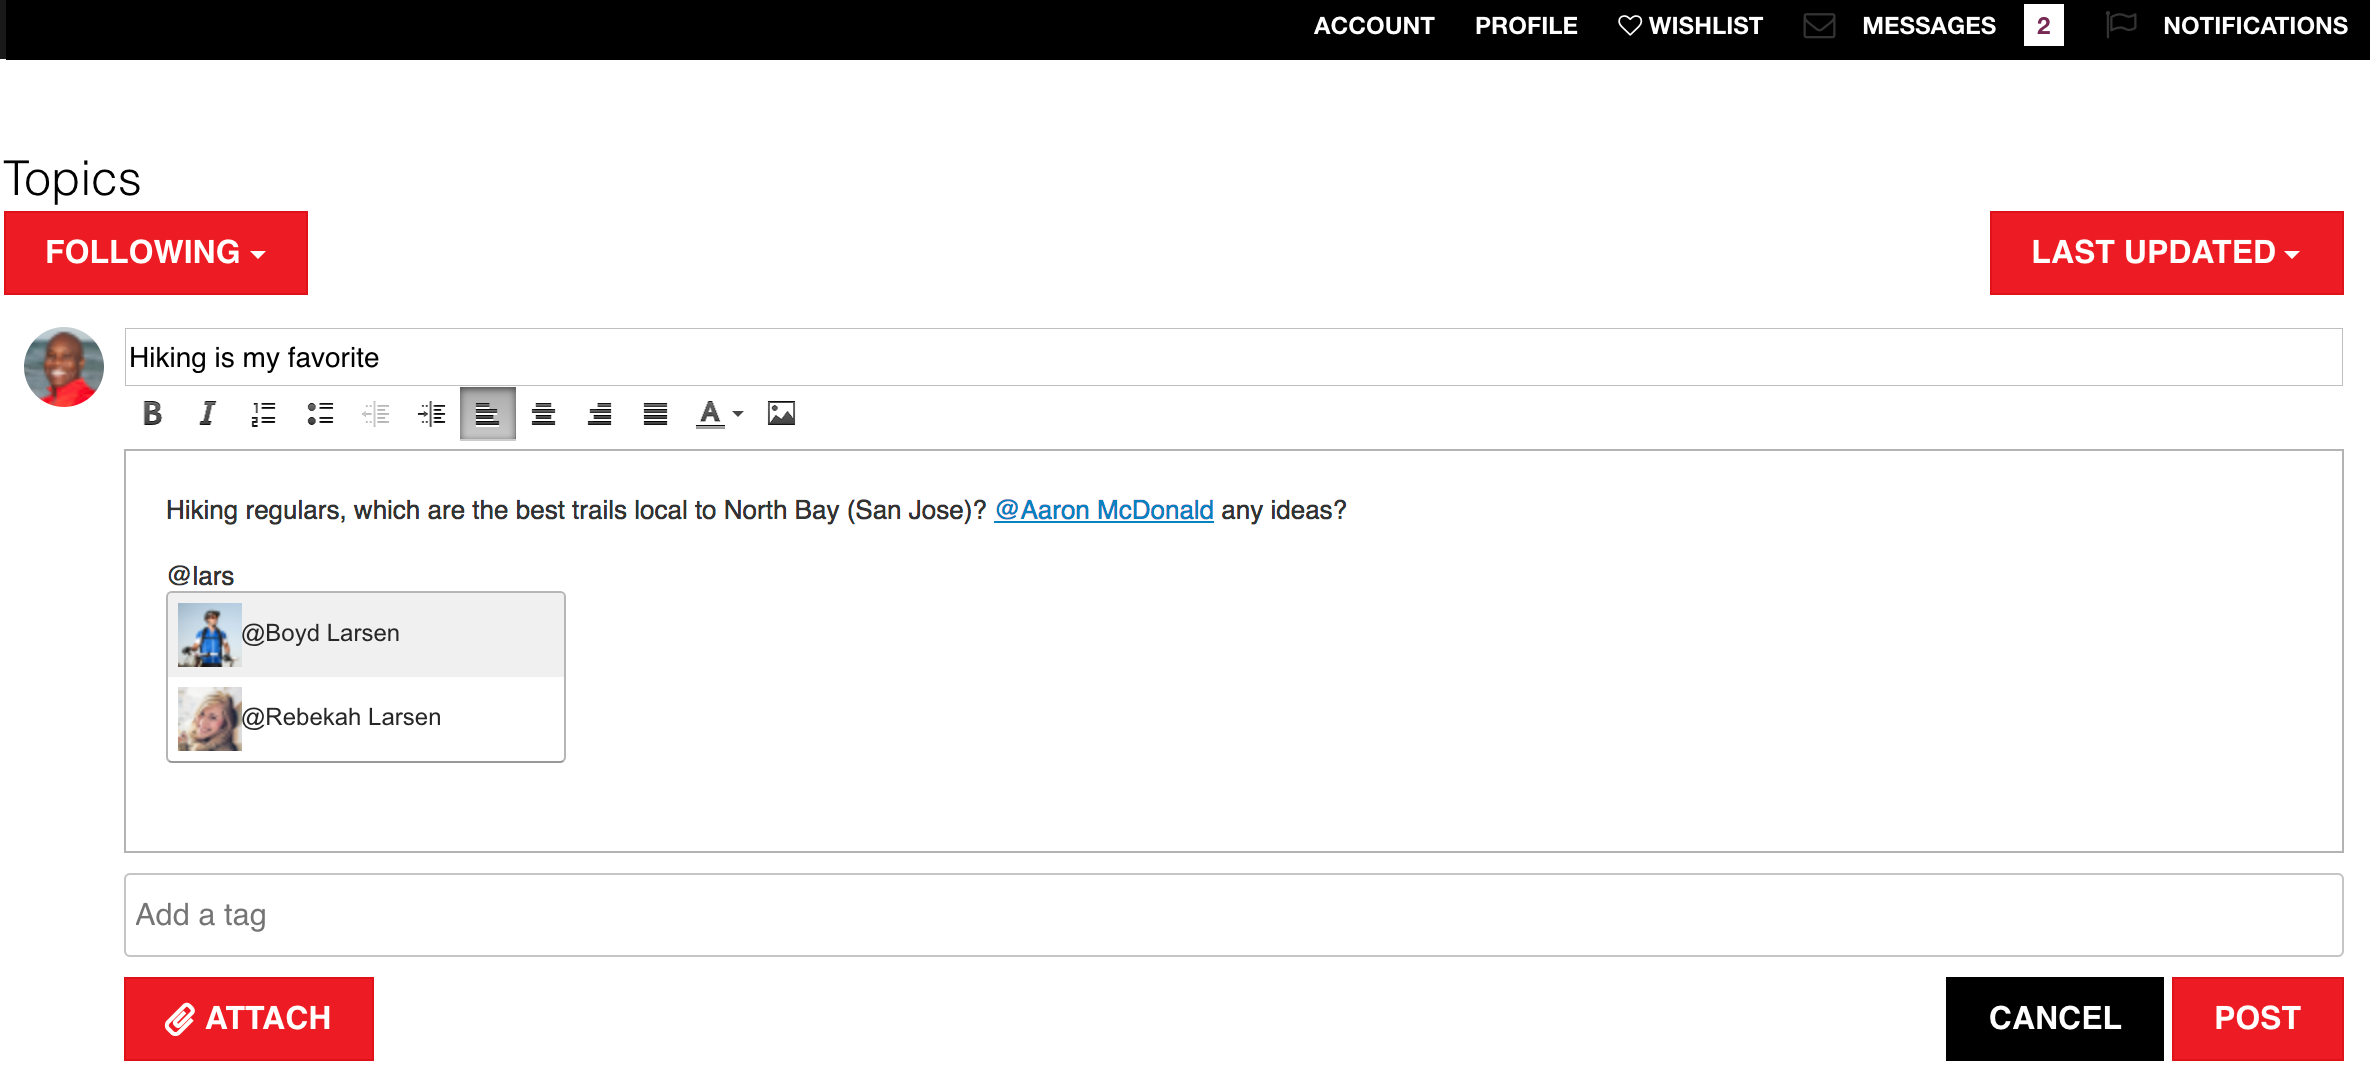 ACCOUNT PROFILE WISHLIST MESSAGES 2 NOTIFICATIONS
Topics
FOLLOWING LAST UPDATED
Hiking is my favorite
B I A
Hiking regulars, which are the best trails local to North Bay (San Jose)? @Aaron McDonald any ideas?
@lars
@Boyd Larsen
@Rebekah Larsen
Add a tag
ATTACH CANCEL POST